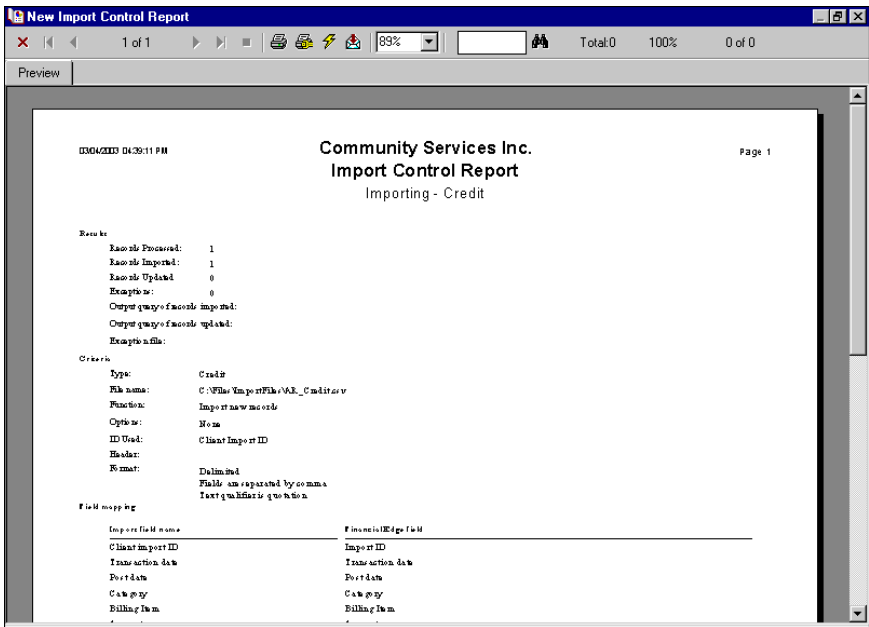 New Import Control Report
1 of 1 89% Total:0 100% 0 of 0
Preview
03/04/2003 04:39:11 PM
Community Services Inc.
Page 1
Import Control Report
Importing - Credit
Results
Records Processed: 1
Records Imported: 1
Records Updated 0
Exceptions: 0
Output query of records imported:
Output query of records updated:
Exception file:
Criteria
Type: Credit
File name: C:\Files\ImportFiles\AR_Credit.csv
Function: Import new records
Options: None
ID Used: Client Import ID
Header:
Format: Delimited
Fields are separated by comma
Text qualifier is quotation
Field mapping
Import field name Financial Edge field
Client import ID Import ID
Transaction date Transaction date
Post date Post date
Category Category
Billing Item Billing Item